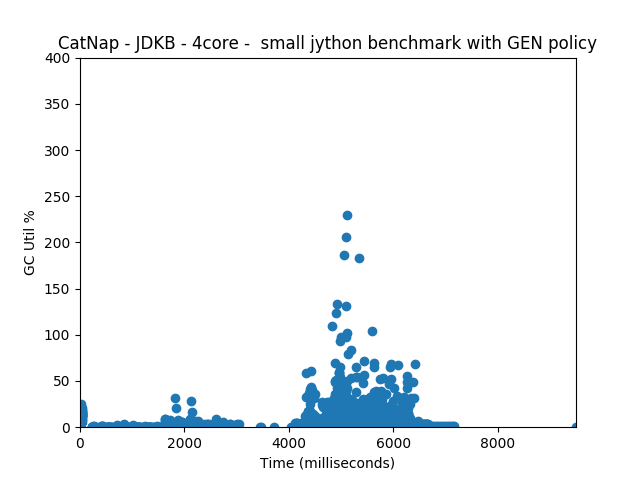 CatNap - JDKB - 4core -  small jython benchmark with GEN policy
400
350
300
250
200
150
100
50
0
GC Util %
0 2000 4000 6000 8000
Time (milliseconds)